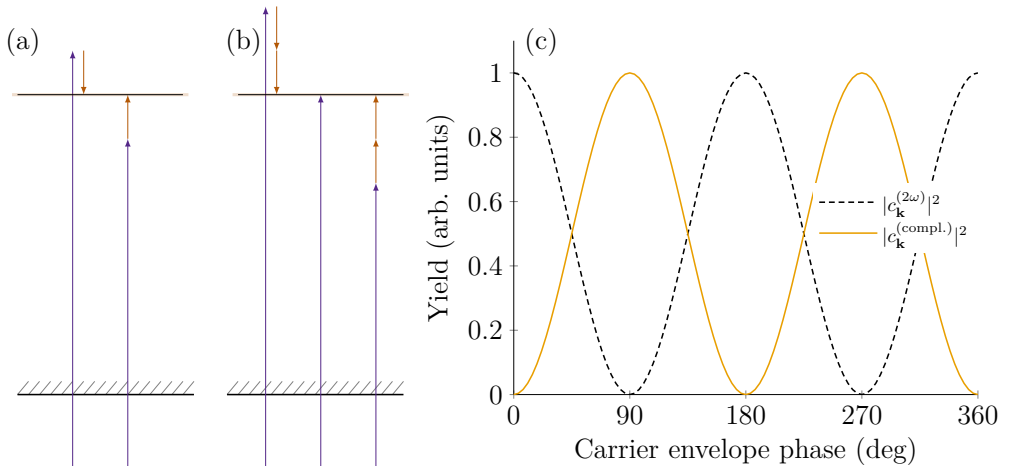 (a)
(b)
(c)
Yield (arb. units)
1
0.8
0.6
0.4
0.2
0
0
90
180
270
360
Carrier envelope phase (deg)
|c_k^(2ω)|²
|c_k^(compl.)|²